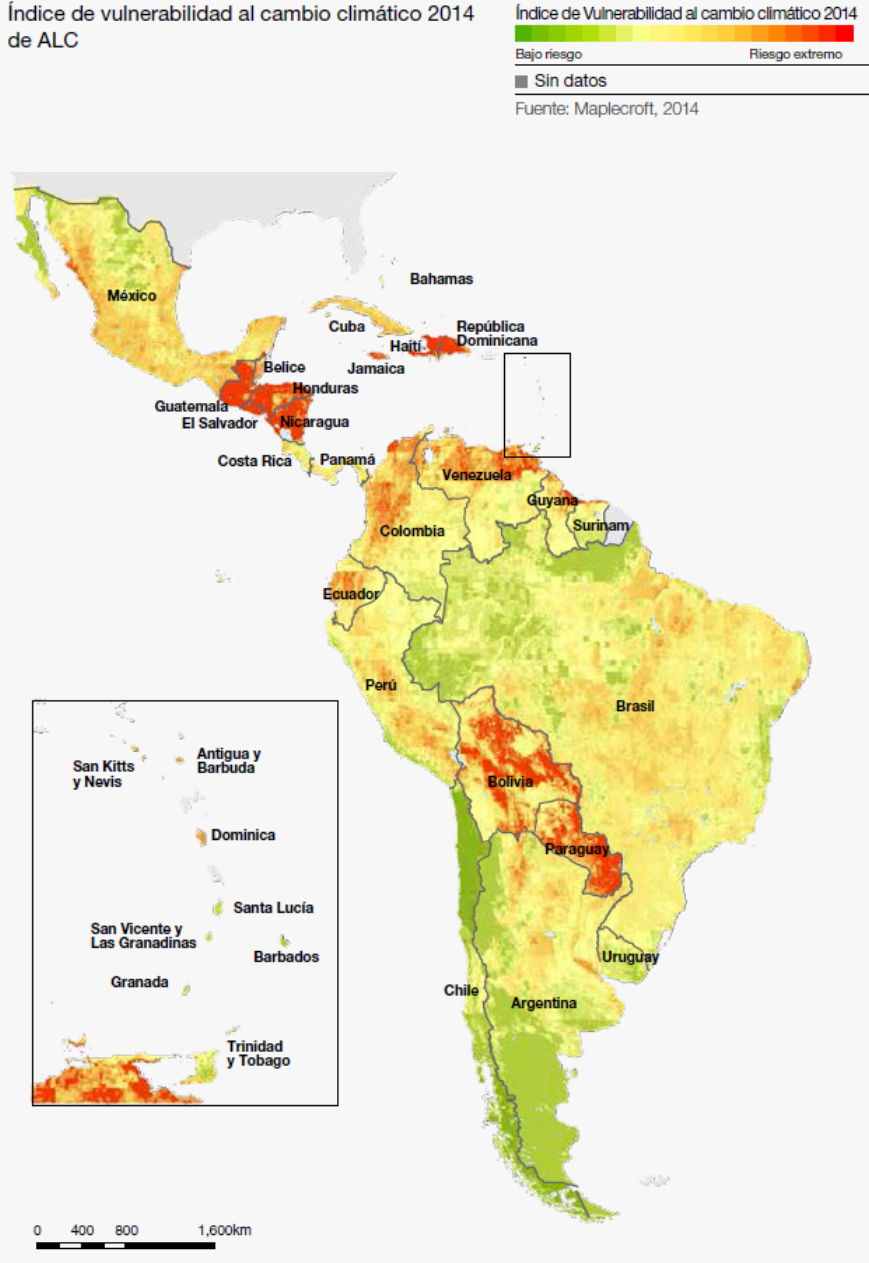 Índice de vulnerabilidad al cambio climático 2014
de ALC
Índice de Vulnerabilidad al cambio climático 2014
Bajo riesgo
Riesgo extremo
Sin datos
Fuente: Maplecroft, 2014
Bahamas
México
Cuba
República
Dominicana
Haití
Jamaica
Belice
Honduras
Guatemala
El Salvador
Nicaragua
Costa Rica
Panamá
Venezuela
Guyana
Surinam
Colombia
Ecuador
Perú
Brasil
Bolivia
Paraguay
Uruguay
Chile
Argentina
San Kitts
y Nevis
Antigua y
Barbuda
Dominica
Santa Lucía
San Vicente y
Las Granadinas
Barbados
Granada
Trinidad
y Tobago
0 400 800 1,600km